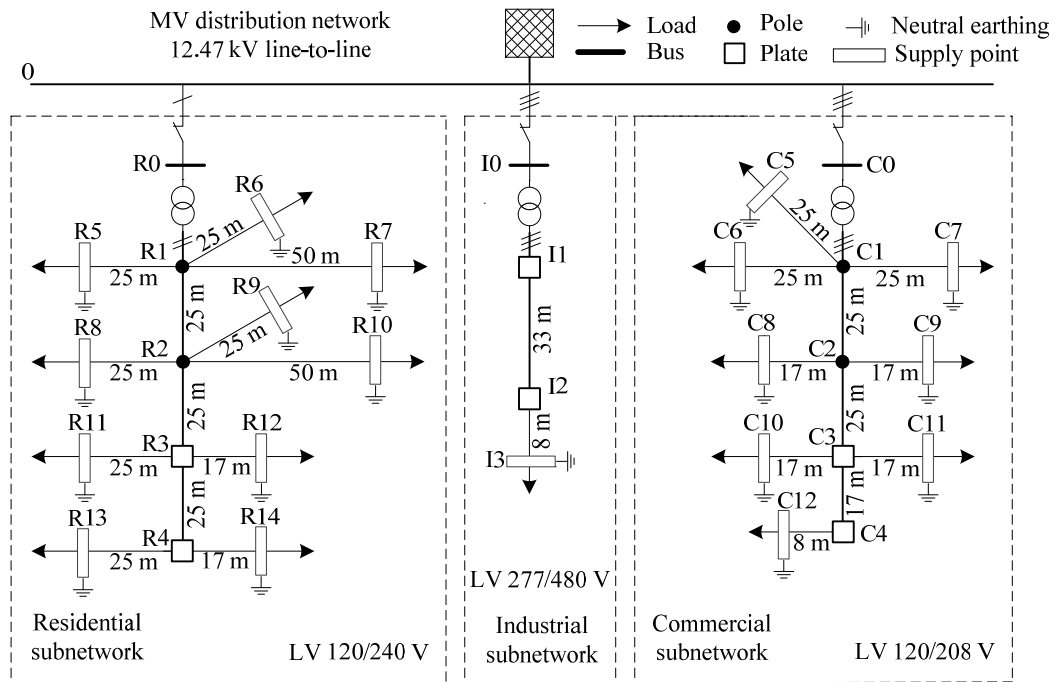 MV distribution network
12.47 kV line-to-line
Load
Pole
Neutral earthing
Bus
Plate
Supply point
0
R0
I0
C0
R6
C5
R5
R7
C6
C7
R1
25 m
I1
25 m
C1
25 m
50 m
25 m
25 m
25 m
R9
33 m
25 m
R8
R10
C8
C9
R2
25 m
C2
25 m
50 m
17 m
17 m
25 m
I2
25 m
R11
R12
8 m
C10
C11
R3
I3
C3
25 m
17 m
17 m
17 m
25 m
17 m
R13
R14
C12
R4
C4
25 m
17 m
8 m
LV 277/480 V
Residential
subnetwork
LV 120/240 V
Industrial
subnetwork
Commercial
subnetwork
LV 120/208 V